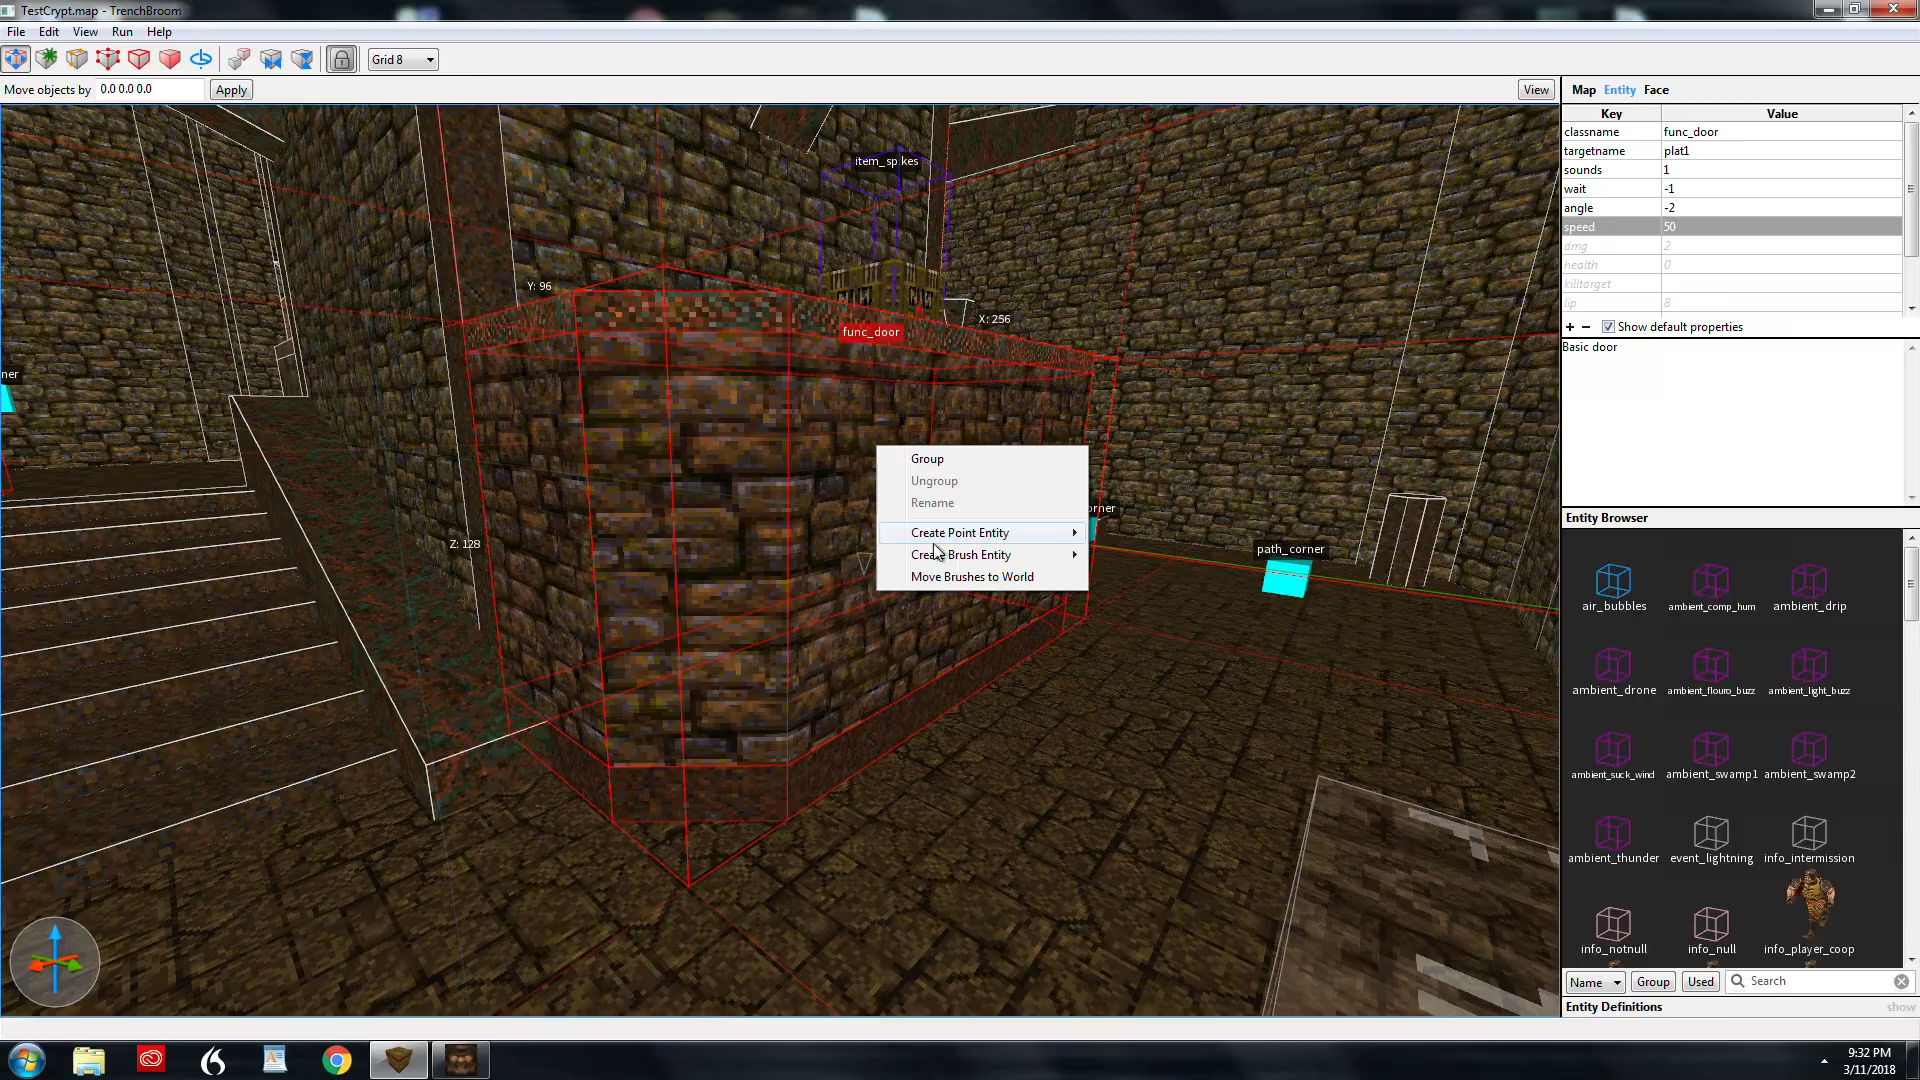 TestCrypt.map - TrenchBroom
File Edit View Run Help
Grid 8
Move objects by 0.0 0.0 0.0 Apply View
Map Entity Face
Key Value
classname func_door
targetname plat1
sounds 1
wait -1
angle -2
speed 50
dmg 2
health 0
killtarget
lip 8
+ − Show default properties
Basic door
item_sp kes
Y: 96
X: 256
func_door
Z: 128
ner
orner
path_corner
Group
Ungroup
Rename
Create Point Entity
Create Brush Entity
Move Brushes to World
Entity Browser
air_bubbles ambient_comp_hum ambient_drip
ambient_drone ambient_flouro_buzz ambient_light_buzz
ambient_suck_wind ambient_swamp1 ambient_swamp2
ambient_thunder event_lightning info_intermission
info_notnull info_null info_player_coop
Name Group Used Search
Entity Definitions show
9:32 PM
3/11/2018